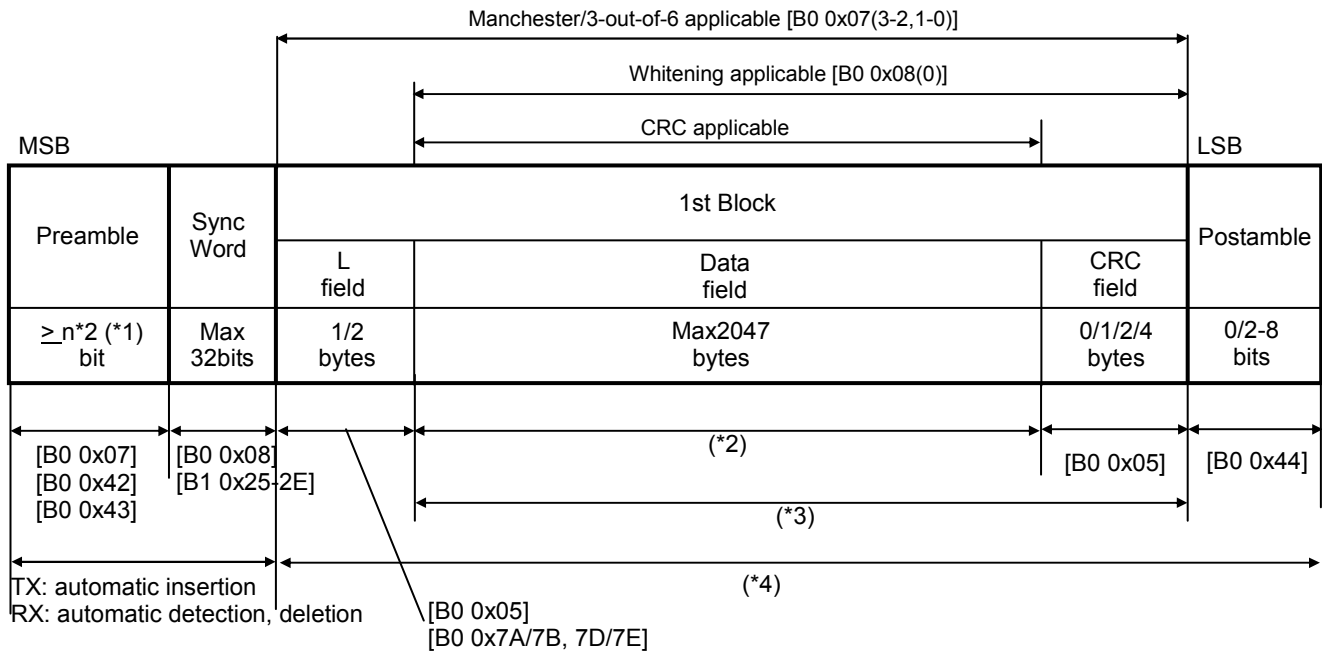 Manchester/3-out-of-6 applicable [B0 0x07(3-2,1-0)]
Whitening applicable [B0 0x08(0)]
CRC applicable
MSB
LSB
Preamble
Sync
Word
1st Block
Postamble
L
field
Data
field
CRC
field
> n*2 (*1)
bit
Max
32bits
1/2
bytes
Max2047
bytes
0/1/2/4
bytes
0/2-8
bits
[B0 0x07]
[B0 0x42]
[B0 0x43]
[B0 0x08]
[B1 0x25-2E]
(*2)
[B0 0x05]
[B0 0x44]
(*3)
(*4)
TX: automatic insertion
RX: automatic detection, deletion
[B0 0x05]
[B0 0x7A/7B, 7D/7E]